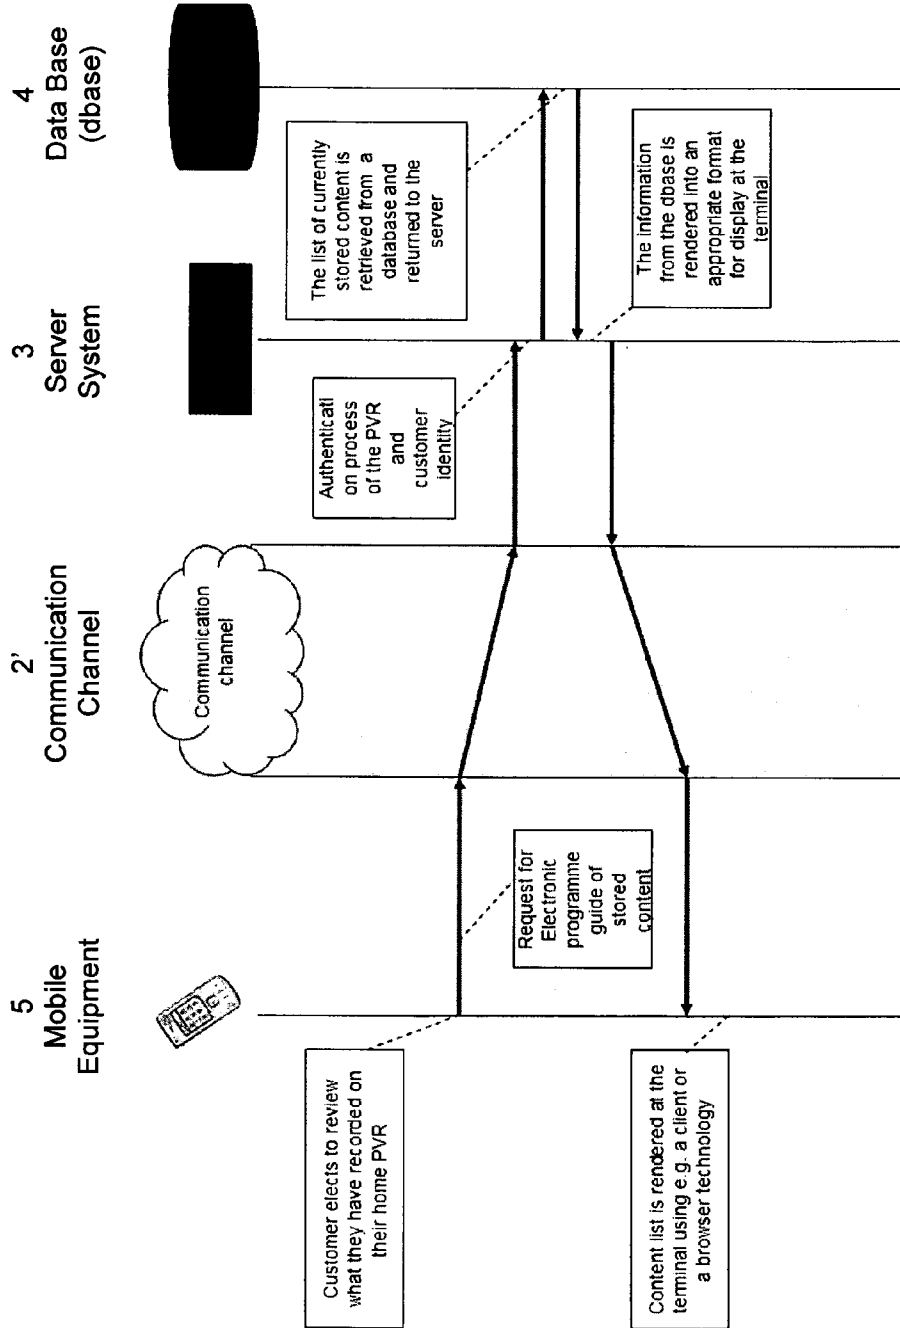 5
Mobile
Equipment
2'
Communication
Channel
3
Server
System
4
Data Base
(dbase)
Communication
channel
Customer elects to review
what they have recorded on
their home PVR
Request for
Electronic
programme
guide of
stored
content
Authenticati
on process
of the PVR
and
customer
identity
The list of currently
stored content is
retrieved from a
database and
returned to the
server
The information
from the dbase is
rendered into an
appropriate format
for display at the
terminal
Content list is rendered at the
terminal using e.g. a client or
a browser technology